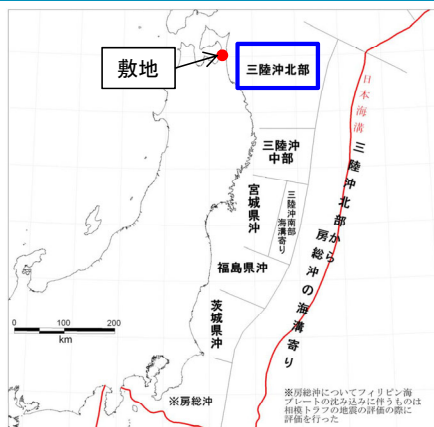 敷地
三陸沖北部
日本海溝
三陸沖
中部
宮城県沖
三陸沖南部
海溝寄り
三陸沖北部から
房総沖の海溝寄り
福島県沖
茨城県沖
0 100 200
km
※房総沖
※房総沖についてフィリピン海
プレートの沈み込みに伴うものは
相模トラフの地震の評価の際に
評価を行った